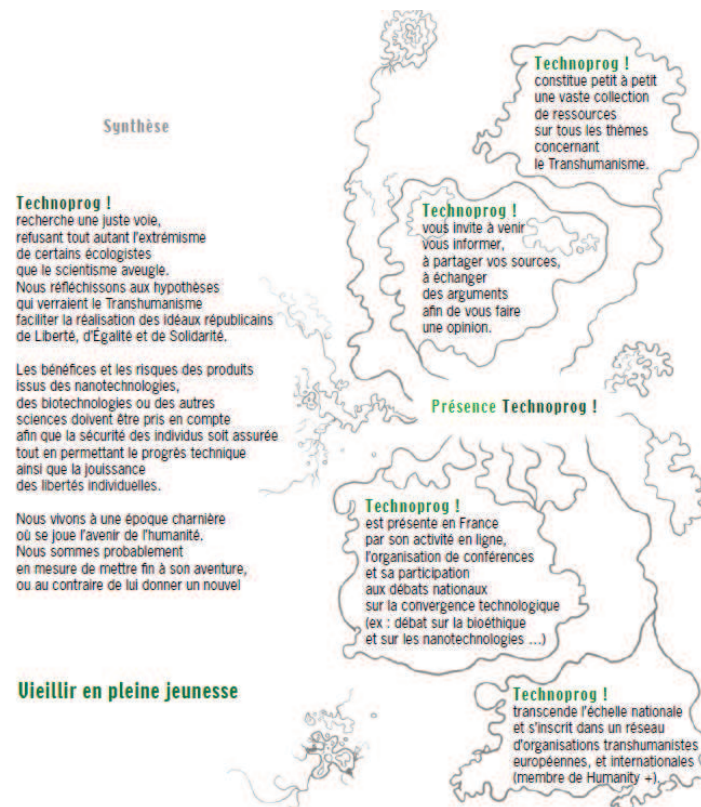 Synthèse
Technoprog !
recherche une juste voie,
refusant tout autant l'extrémisme
de certains écologistes
que le scientisme aveugle.
Nous réfléchissons aux hypothèses
qui verraient le Transhumanisme
faciliter la réalisation des idéaux républicains
de Liberté, d'Égalité et de Solidarité.
Les bénéfices et les risques des produits
issus des nanotechnologies,
des biotechnologies ou des autres
sciences doivent être pris en compte
afin que la sécurité des individus soit assurée
tout en permettant le progrès technique
ainsi que la jouissance
des libertés individuelles.
Nous vivons à une époque charnière
où se joue l'avenir de l'humanité.
Nous sommes probablement
en mesure de mettre fin à son aventure,
ou au contraire de lui donner un nouvel
Vieillir en pleine jeunesse
Technoprog !
constitue petit à petit
une vaste collection
de ressources
sur tous les thèmes
concernant
le Transhumanisme.
Technoprog !
vous invite à venir
vous informer,
à partager vos sources,
à échanger
des arguments
afin de vous faire
une opinion.
Présence Technoprog !
Technoprog !
est présente en France
par son activité en ligne,
l'organisation de conférences
et sa participation
aux débats nationaux
sur la convergence technologique
(ex : débat sur la bioéthique
et sur les nanotechnologies ...)
Technoprog !
transcende l'échelle nationale
et s'inscrit dans un réseau
d'organisations transhumanistes
européennes, et internationales
(membre de Humanity +).